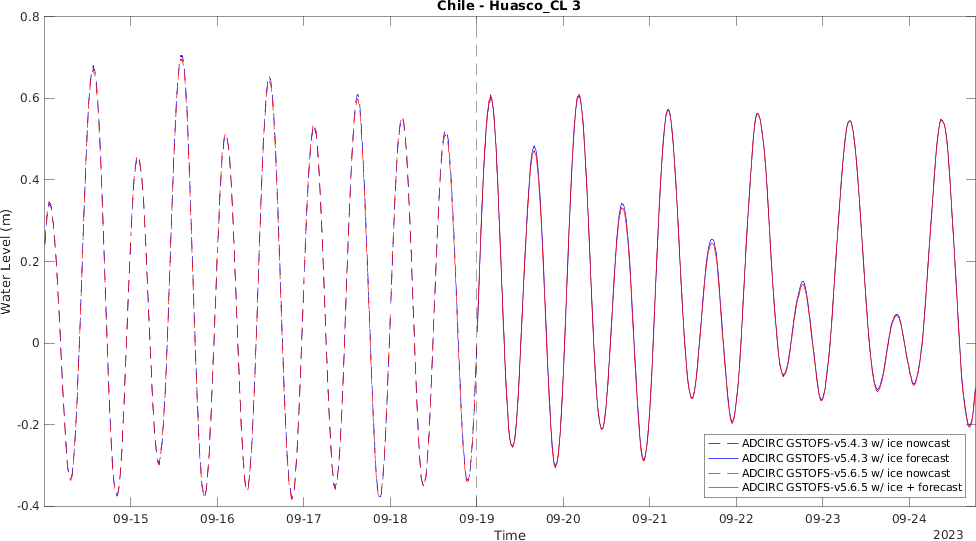 Chile - Huasco_CL 3
0.8
0.6
0.4
0.2
0
-0.2
-0.4
Water Level (m)
09-15 09-16 09-17 09-18 09-19 09-20 09-21 09-22 09-23 09-24
Time
2023
ADCIRC GSTOFS-v5.4.3 w/ ice nowcast
ADCIRC GSTOFS-v5.4.3 w/ ice forecast
ADCIRC GSTOFS-v5.6.5 w/ ice nowcast
ADCIRC GSTOFS-v5.6.5 w/ ice + forecast